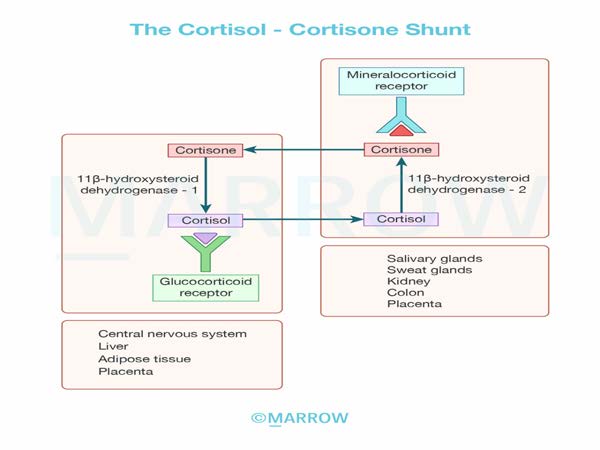 The Cortisol - Cortisone Shunt
Mineralocorticoid
receptor
Cortisone
Cortisone
11β-hydroxysteroid
dehydrogenase - 1
11β-hydroxysteroid
dehydrogenase - 2
Cortisol
Cortisol
Glucocorticoid
receptor
Salivary glands
Sweat glands
Kidney
Colon
Placenta
Central nervous system
Liver
Adipose tissue
Placenta
MARROW
©MARROW